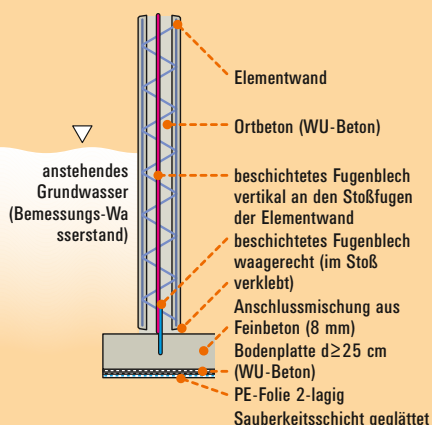 Elementwand
Ortbeton (WU-Beton)
anstehendes
Grundwasser
(Bemessungs-Wa
sserstand)
beschichtetes Fugenblech
vertikal an den Stoßfugen
der Elementwand
beschichtetes Fugenblech
waagerecht (im Stoß
verklebt)
Anschlussmischung aus
Feinbeton (8 mm)
Bodenplatte d≥25 cm
(WU-Beton)
PE-Folie 2-lagig
Sauberkeitsschicht geglättet